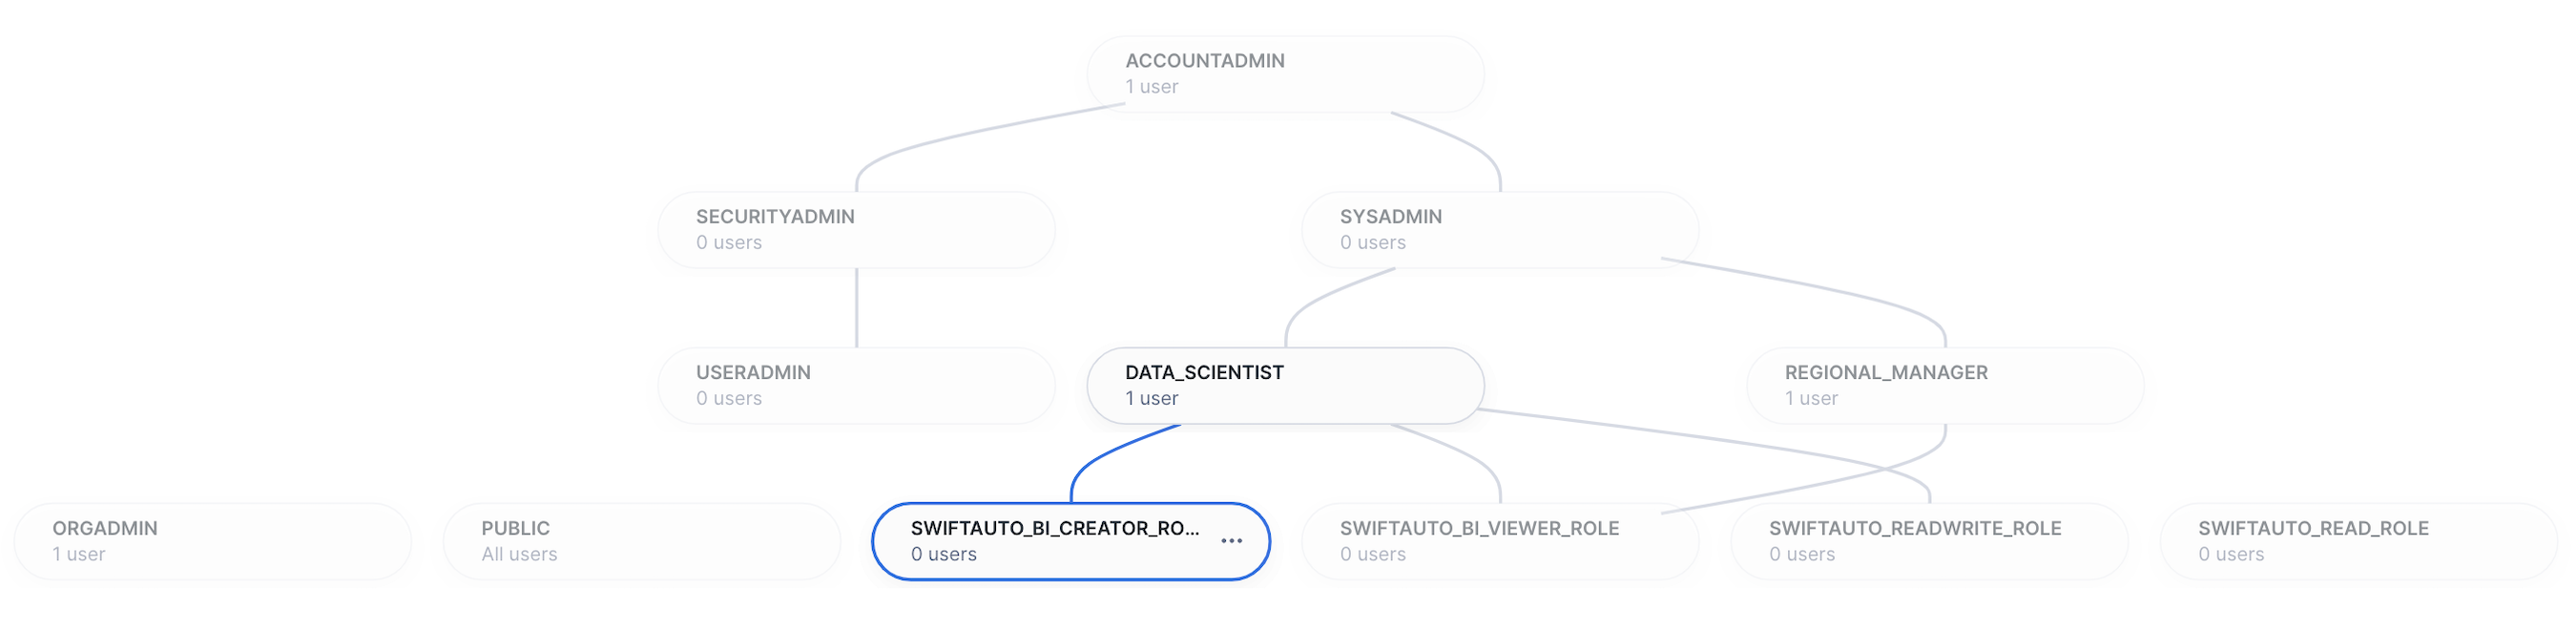 ACCOUNTADMIN
1 user
SECURITYADMIN
0 users
SYSADMIN
0 users
USERADMIN
0 users
DATA_SCIENTIST
1 user
REGIONAL_MANAGER
1 user
ORGADMIN
1 user
PUBLIC
All users
SWIFTAUTO_BI_CREATOR_RO...
0 users
SWIFTAUTO_BI_VIEWER_ROLE
0 users
SWIFTAUTO_READWRITE_ROLE
0 users
SWIFTAUTO_READ_ROLE
0 users